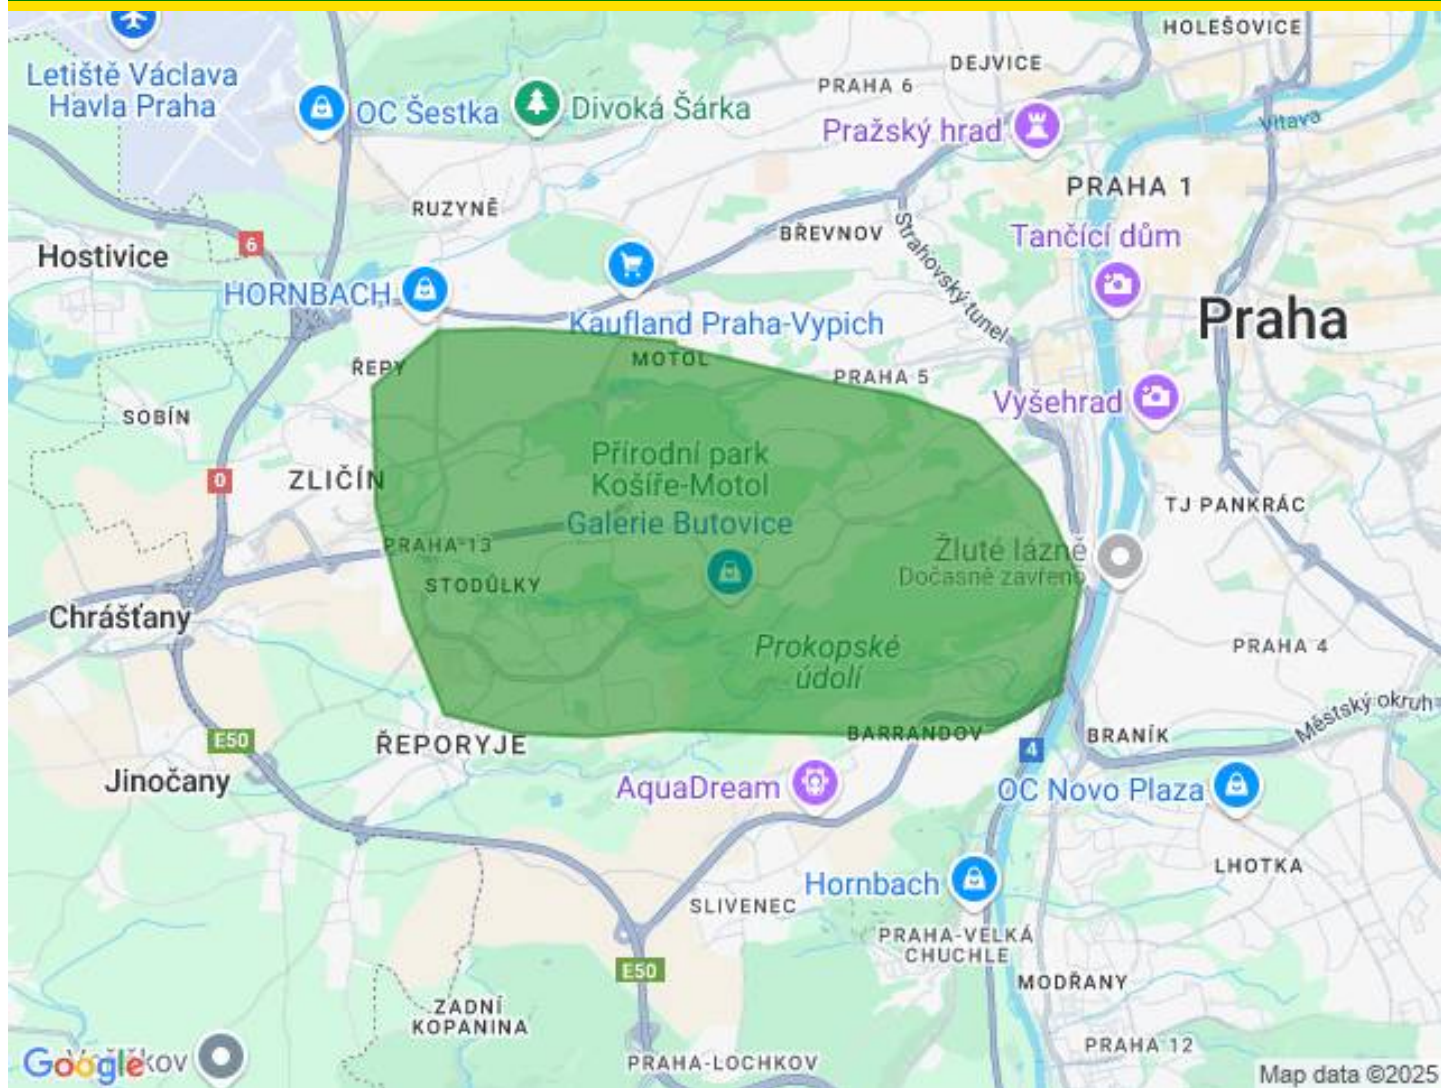 HOLEŠOVICE
DEJVICE
Letiště Václava
Havla Praha
PRAHA 6
OC Šestka
Divoká Šárka
Pražský hrad
Vltava
PRAHA 1
RUZYNĚ
BŘEVNOV
Strahovský tunel
Tančící dům
Hostivice
6
HORNBACH
Kaufland Praha-Vypich
Praha
MOTOL
ŘEPY
PRAHA 5
Vyšehrad
SOBÍN
Přírodní park
Košíře-Motol
ZLIČÍN
0
TJ PANKRÁC
Galerie Butovice
PRAHA 13
Žluté lázně
Dočasně zavřeno
STODŮLKY
Chrášťany
Prokopské
údolí
PRAHA 4
Městský okruh
E50
ŘEPORYJE
BARRANDOV
4
BRANÍK
Jinočany
AquaDream
OC Novo Plaza
LHOTKA
Hornbach
SLIVENEC
PRAHA-VELKÁ
CHUCHLE
E50
MODŘANY
ZADNÍ
KOPANINA
PRAHA 12
Google
PRAHA-LOCHKOV
Map data ©2025